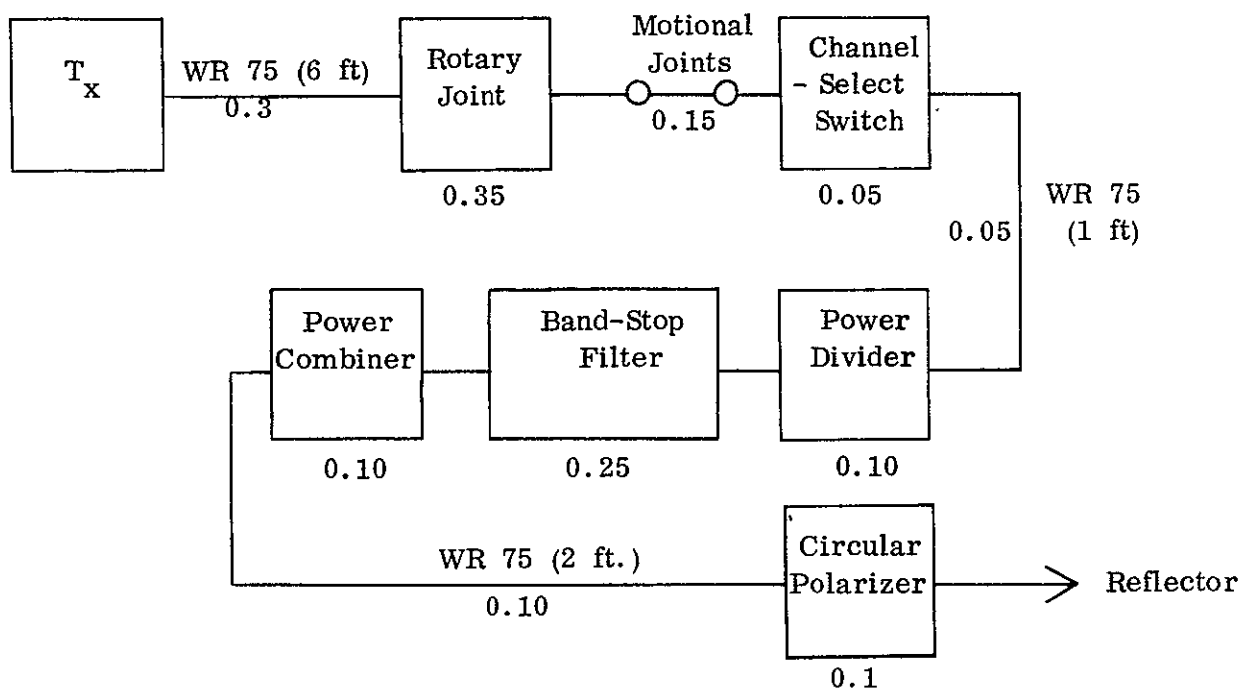 T
x
WR 75 (6 ft)
0.3
Rotary
Joint
0.35
Motional
Joints
0.15
Channel
- Select
Switch
0.05
WR 75
(1 ft)
0.05
Power
Combiner
0.10
Band-Stop
Filter
0.25
Power
Divider
0.10
WR 75 (2 ft.)
0.10
Circular
Polarizer
0.1
Reflector